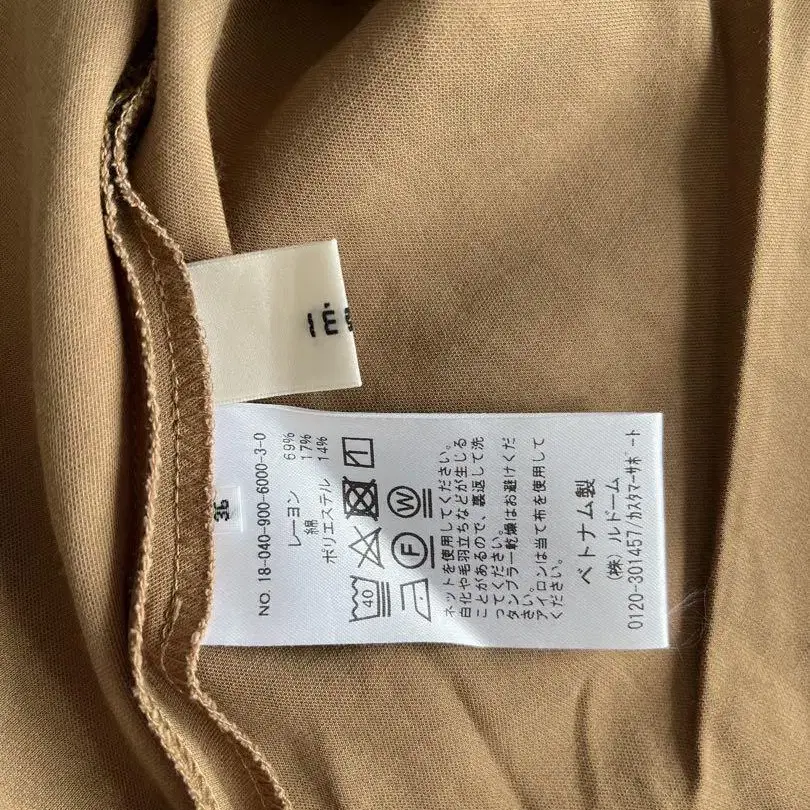 36
NO. 18-040-900-6000-3-0
レーヨン 69%
綿 17%
ポリエステル 14%
40
F W
ネットを使用してください。
白化や毛羽立ちなどが生じる
ことがあるので、裏返して洗
ってください。
タンブラー乾燥はお避けくだ
さい。
アイロンは当て布を使用して
ください。
ベトナム製
(株) ルドーム
0120-301457/カスタマーサポート